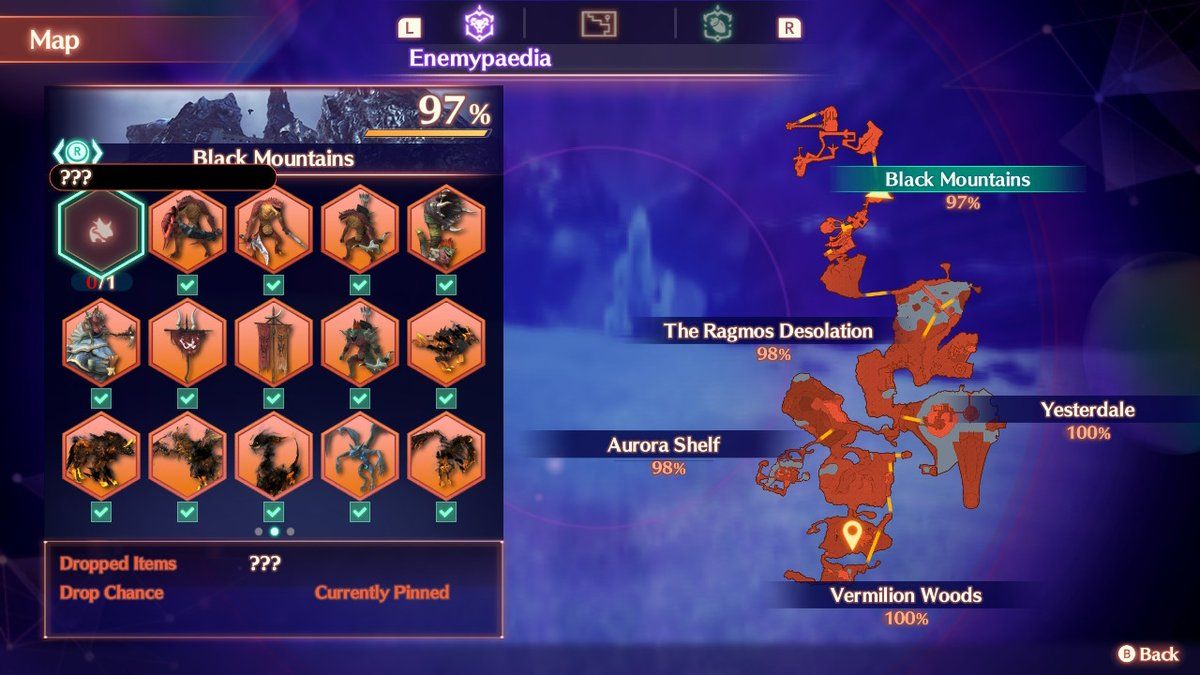 Map
L
R
Enemypaedia
97%
R
Black Mountains
???
0/1
Dropped Items ???
Drop Chance Currently Pinned
Black Mountains
97%
The Ragmos Desolation
98%
Yesterdale
100%
Aurora Shelf
98%
Vermilion Woods
100%
B Back